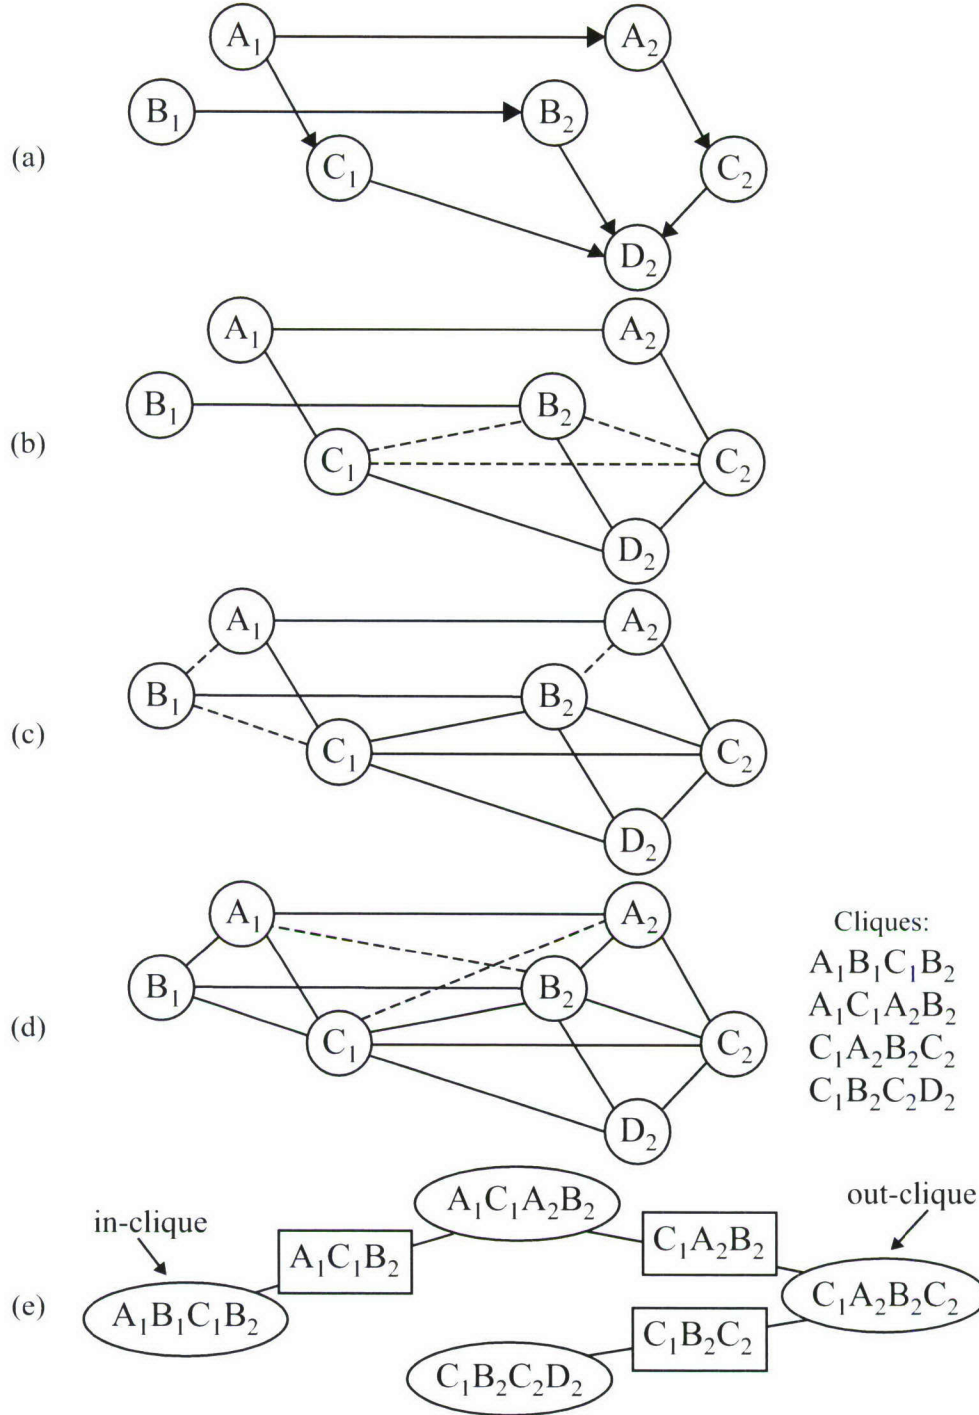 A₁ A₂
B₁ B₂
(a)
C₁ C₂
D₂
A₁ A₂
B₁ B₂
(b)
C₁ C₂
D₂
A₁ A₂
B₁ B₂
(c)
C₁ C₂
D₂
A₁ A₂
B₁ B₂
(d)
C₁ C₂
D₂
Cliques:
A₁B₁C₁B₂
A₁C₁A₂B₂
C₁A₂B₂C₂
C₁B₂C₂D₂
(e)
in-clique
A₁B₁C₁B₂
A₁C₁B₂
A₁C₁A₂B₂
C₁A₂B₂
out-clique
C₁A₂B₂C₂
C₁B₂C₂
C₁B₂C₂D₂